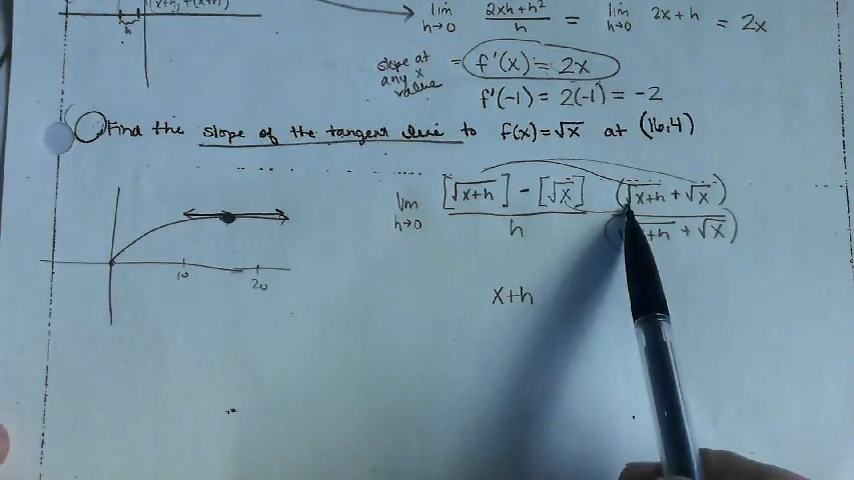 h
lim h→0 (2xh+h²)/h = lim h→0 2x+h = 2x
slope at any x value = f'(x) = 2x
f'(-1) = 2(-1) = -2
Find the slope of the tangent line to f(x)=√x at (16,4)
lim h→0 ([√x+h] - [√x])/h (√x+h + √x)/(√x+h + √x)
10 20
x+h